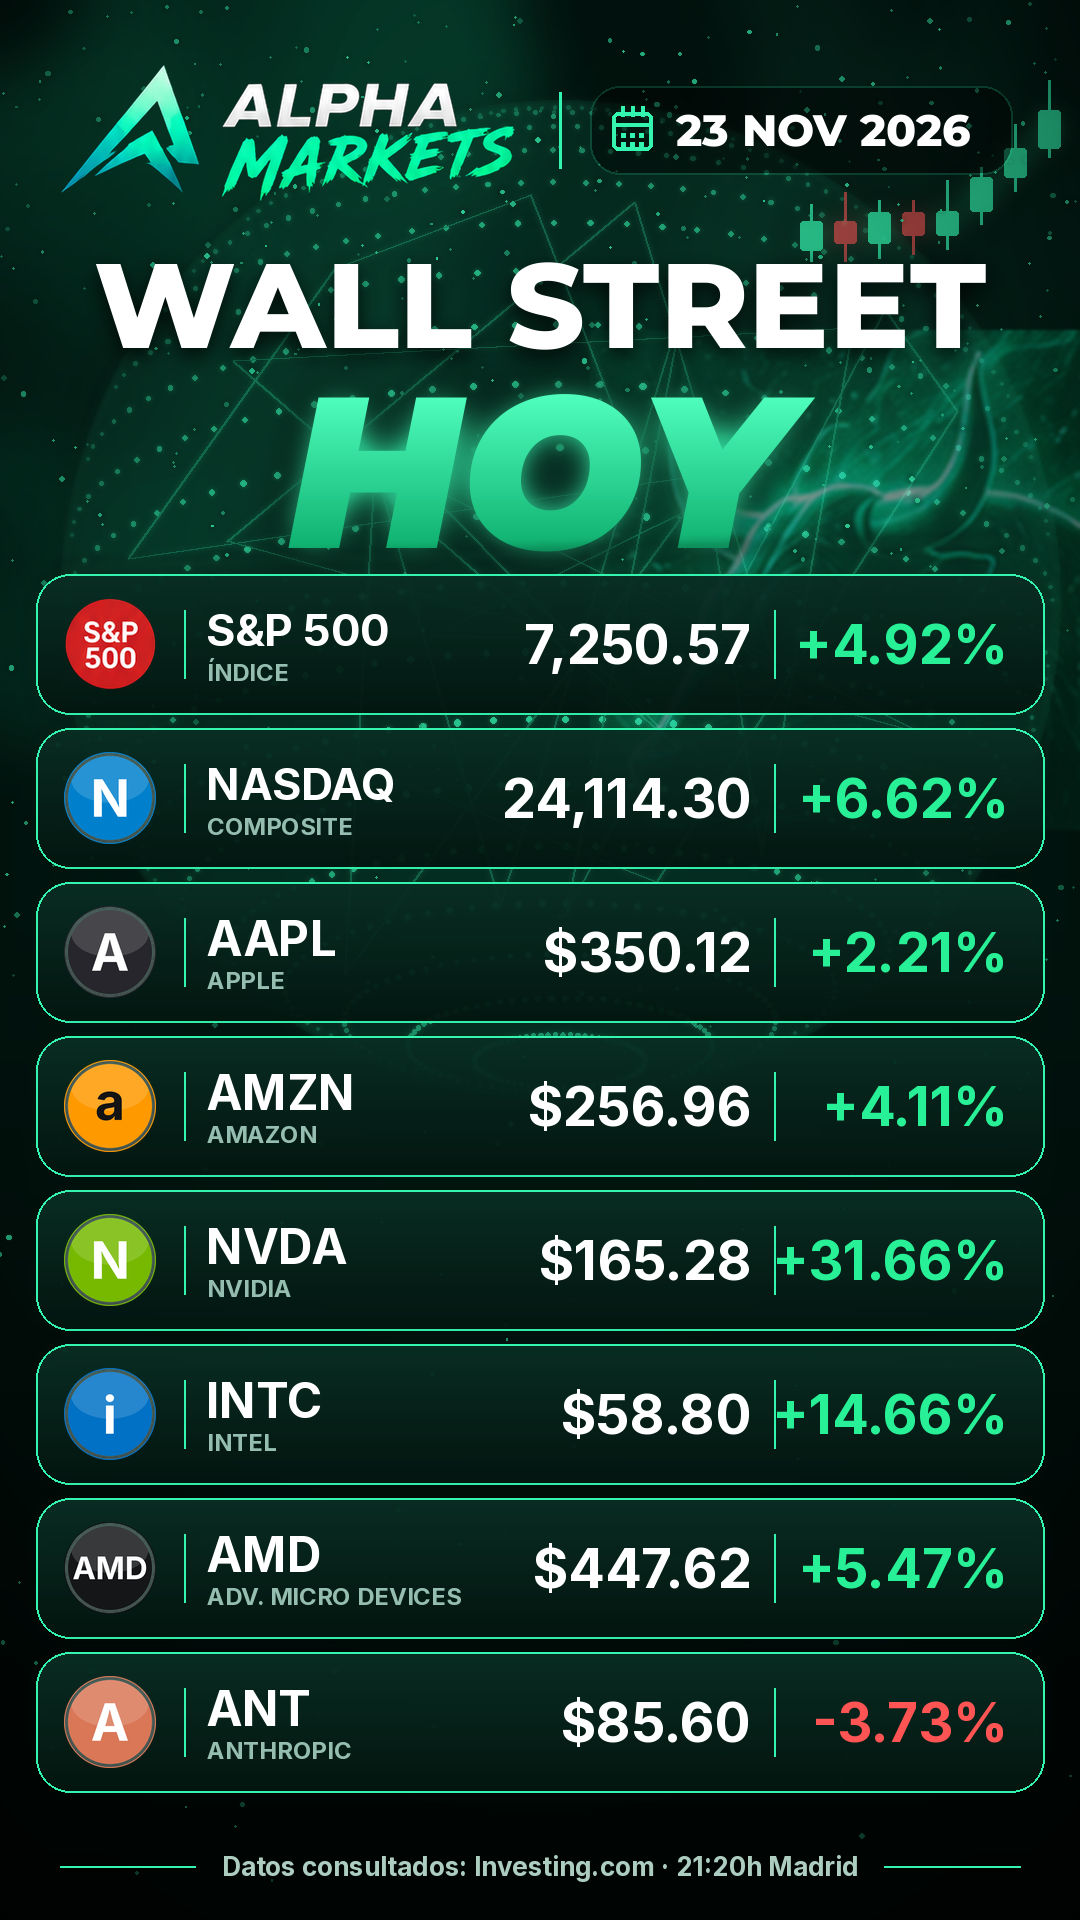 ALPHA
MARKETS
23 NOV 2026
WALL STREET
HOY
S&P
500
S&P 500
ÍNDICE
7,250.57
+4.92%
N
NASDAQ
COMPOSITE
24,114.30
+6.62%
A
AAPL
APPLE
$350.12
+2.21%
a
AMZN
AMAZON
$256.96
+4.11%
N
NVDA
NVIDIA
$165.28
+31.66%
i
INTC
INTEL
$58.80
+14.66%
AMD
AMD
ADV. MICRO DEVICES
$447.62
+5.47%
A
ANT
ANTHROPIC
$85.60
-3.73%
Datos consultados: Investing.com · 21:20h Madrid